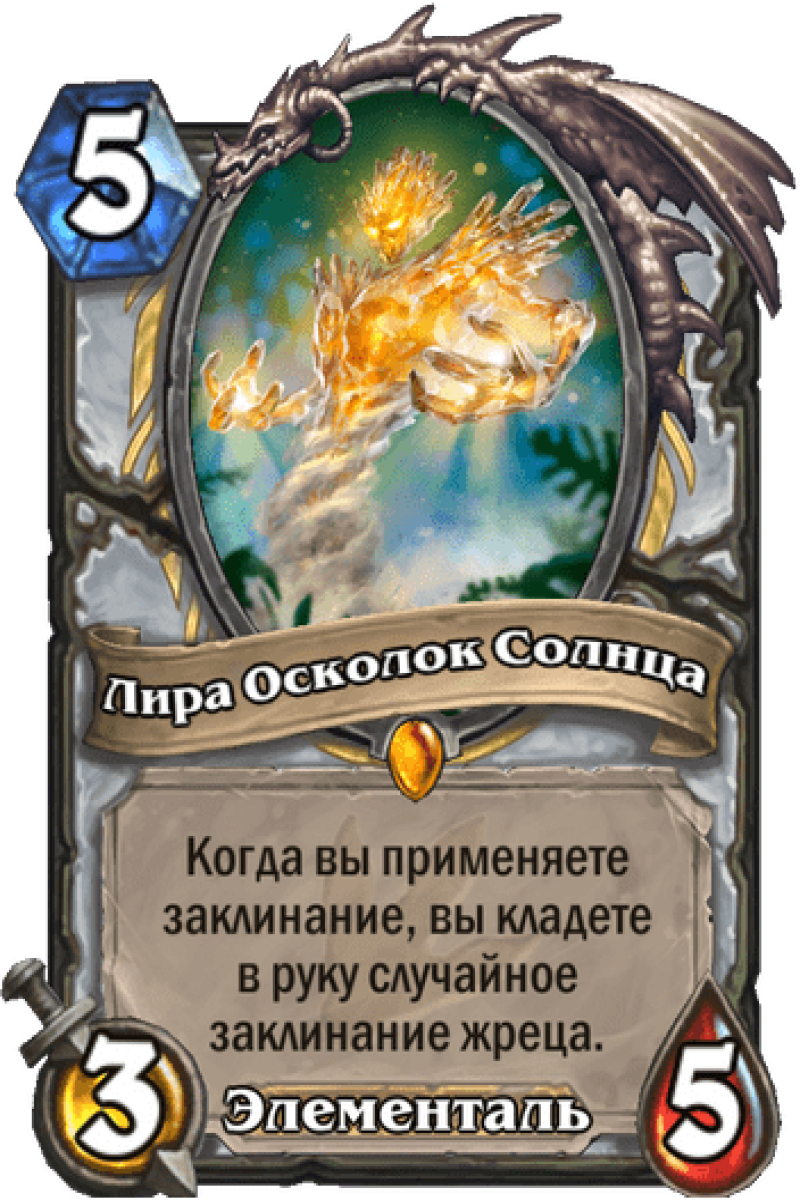 5
Лира Осколок Солнца
Когда вы применяете
заклинание, вы кладете
в руку случайное
заклинание жреца.
3
Элементаль
5